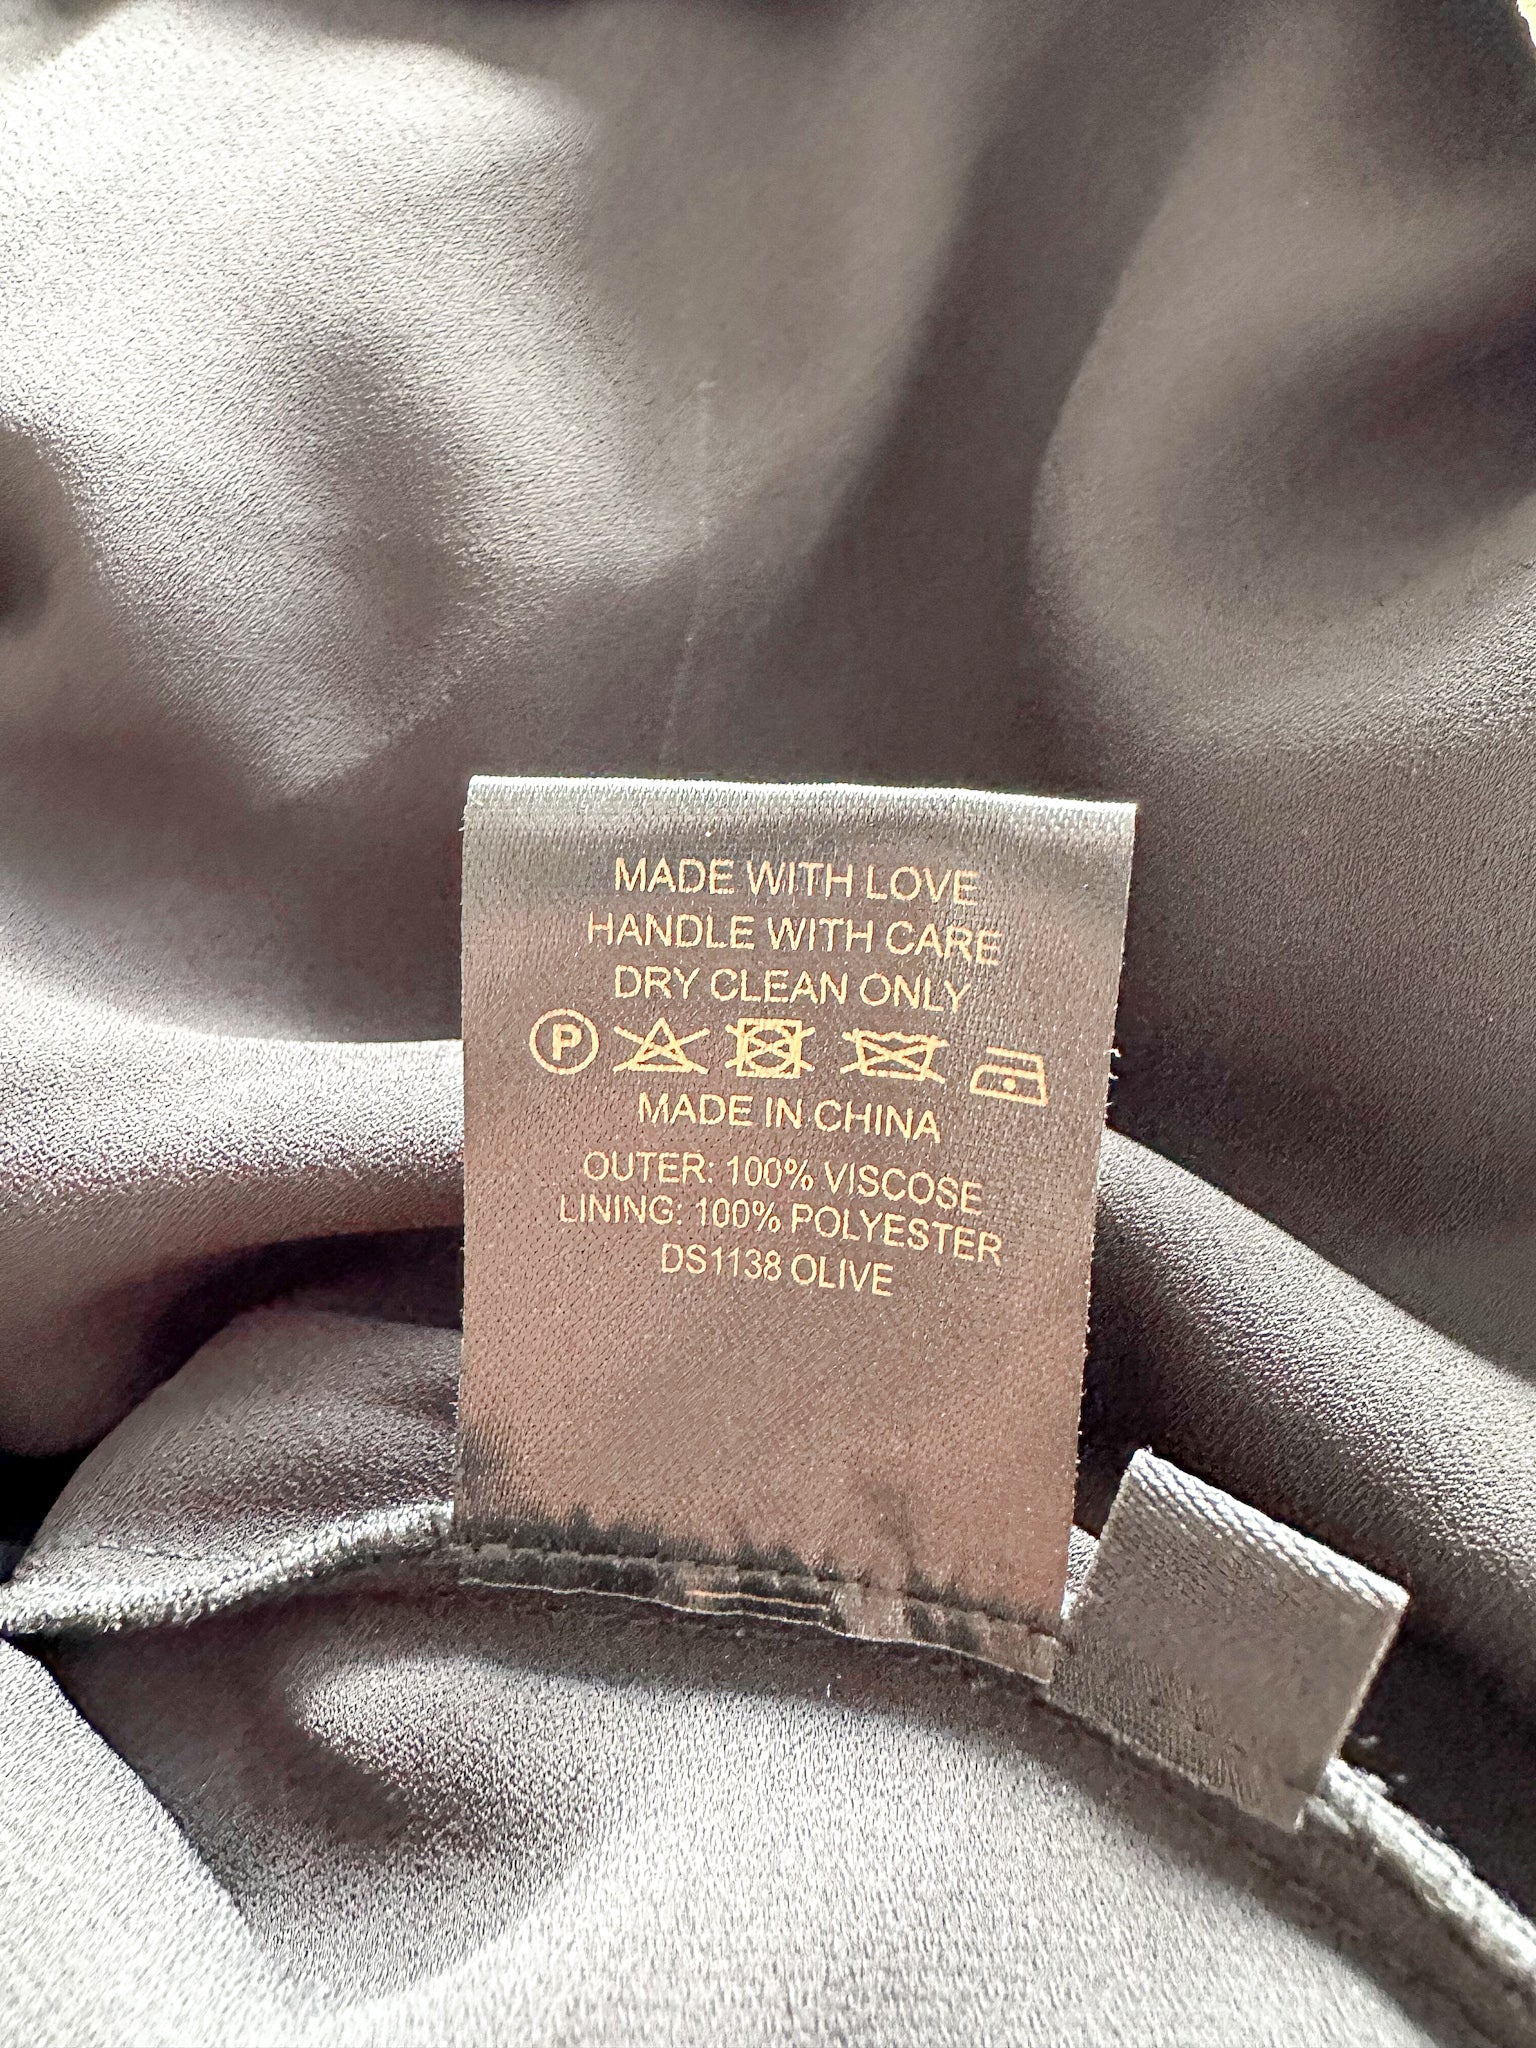 MADE WITH LOVE
HANDLE WITH CARE
DRY CLEAN ONLY
P
MADE IN CHINA
OUTER: 100% VISCOSE
LINING: 100% POLYESTER
DS1138 OLIVE